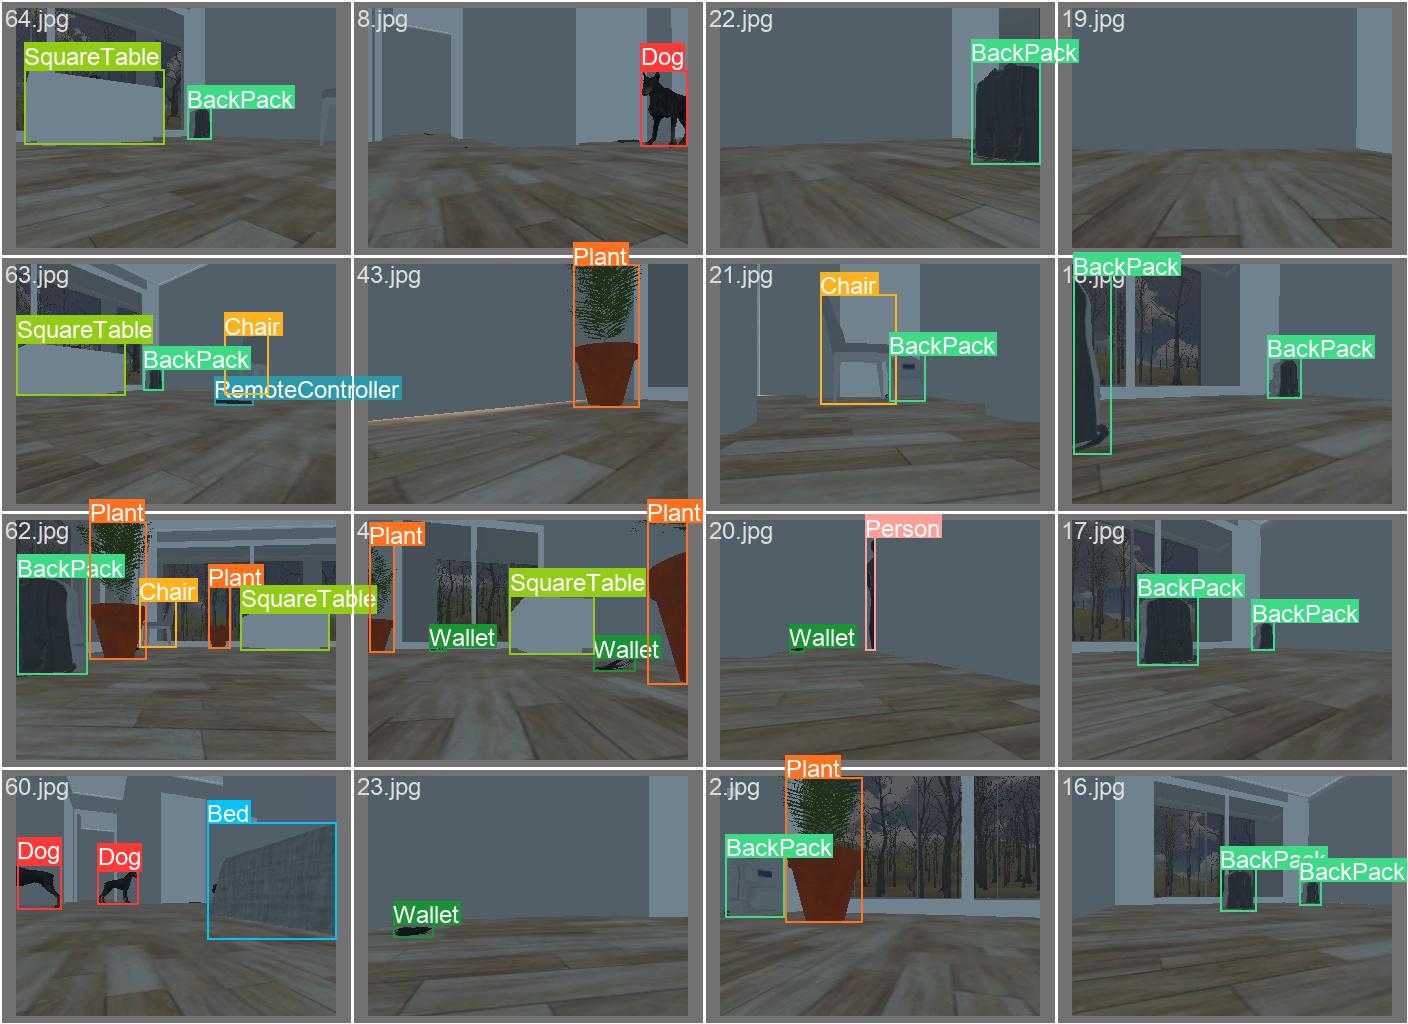 64.jpg
SquareTable
BackPack
8.jpg
Dog
22.jpg
BackPack
19.jpg
63.jpg
SquareTable
BackPack
Chair
RemoteController
43.jpg
Plant
21.jpg
Chair
BackPack
BackPack
BackPack
62.jpg
BackPack
Plant
Chair
Plant
SquareTable
Plant
Wallet
SquareTable
Wallet
Plant
20.jpg
Wallet
Person
17.jpg
BackPack
BackPack
60.jpg
Dog
Dog
Bed
23.jpg
Wallet
2.jpg
BackPack
Plant
16.jpg
BackPack
BackPack